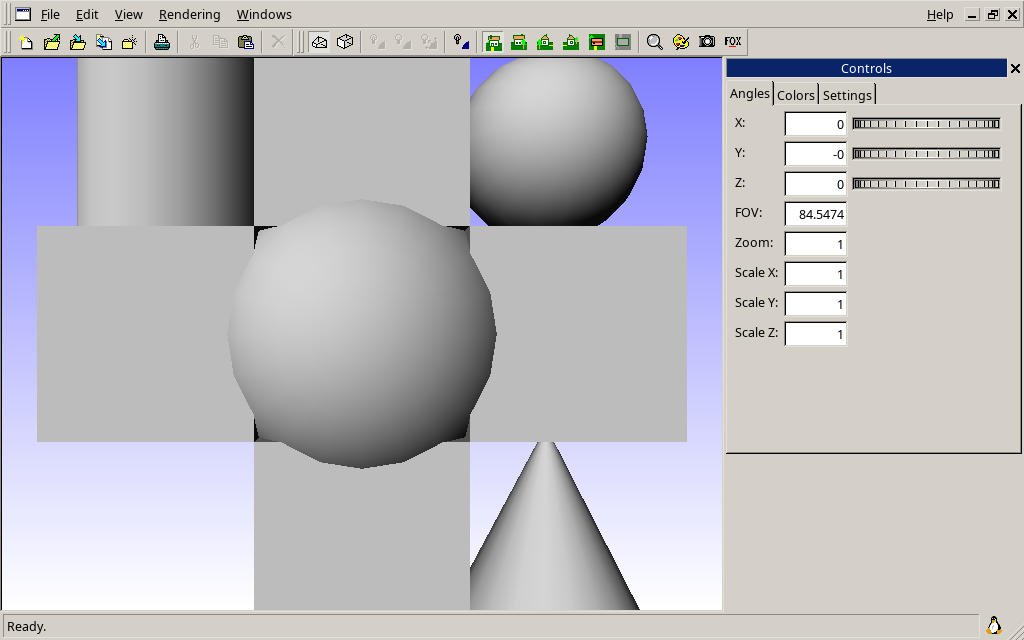 File Edit View Rendering Windows Help
FOX
Controls
Angles Colors Settings
X: 0
Y: -0
Z: 0
FOV: 84.5474
Zoom: 1
Scale X: 1
Scale Y: 1
Scale Z: 1
Ready.